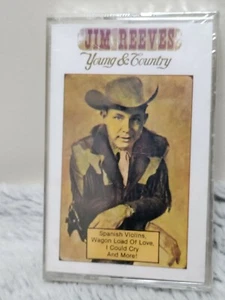 JIM REEVES
Young & Country
Spanish Violins,
Wagon Load Of Love,
I Could Cry
And More!